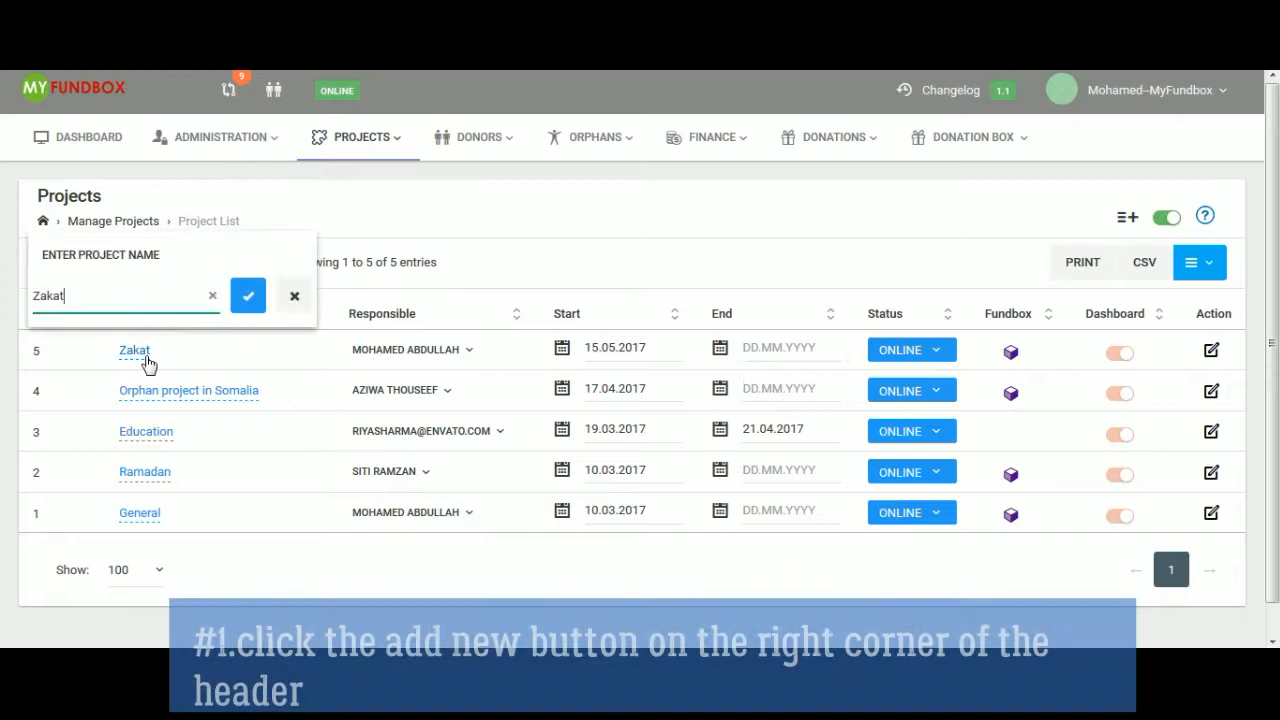 MY FUNDBOX 9 ONLINE Changelog 1.1 Mohamed--MyFundbox
DASHBOARD ADMINISTRATION PROJECTS DONORS ORPHANS FINANCE DONATIONS DONATION BOX
Projects
Manage Projects › Project List
ENTER PROJECT NAME
wing 1 to 5 of 5 entries PRINT CSV
Zakat
Responsible Start End Status Fundbox Dashboard Action
5 Zakat MOHAMED ABDULLAH 15.05.2017 DD.MM.YYYY ONLINE
4 Orphan project in Somalia AZIWA THOUSEEF 17.04.2017 DD.MM.YYYY ONLINE
3 Education RIYASHARMA@ENVATO.COM 19.03.2017 21.04.2017 ONLINE
2 Ramadan SITI RAMZAN 10.03.2017 DD.MM.YYYY ONLINE
1 General MOHAMED ABDULLAH 10.03.2017 DD.MM.YYYY ONLINE
Show: 100 1
#1.click the add new button on the right corner of the
header